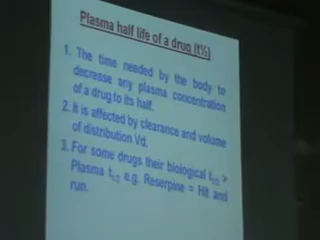 Plasma half life of a drug (t½)
1. The time needed by the body to
decrease any plasma concentration
of a drug to its half.
2. It is affected by clearance and volume
of distribution Vd.
3. For some drugs their biological t1/2 >
Plasma t1/2 e.g. Reserpine = Hit and
run.